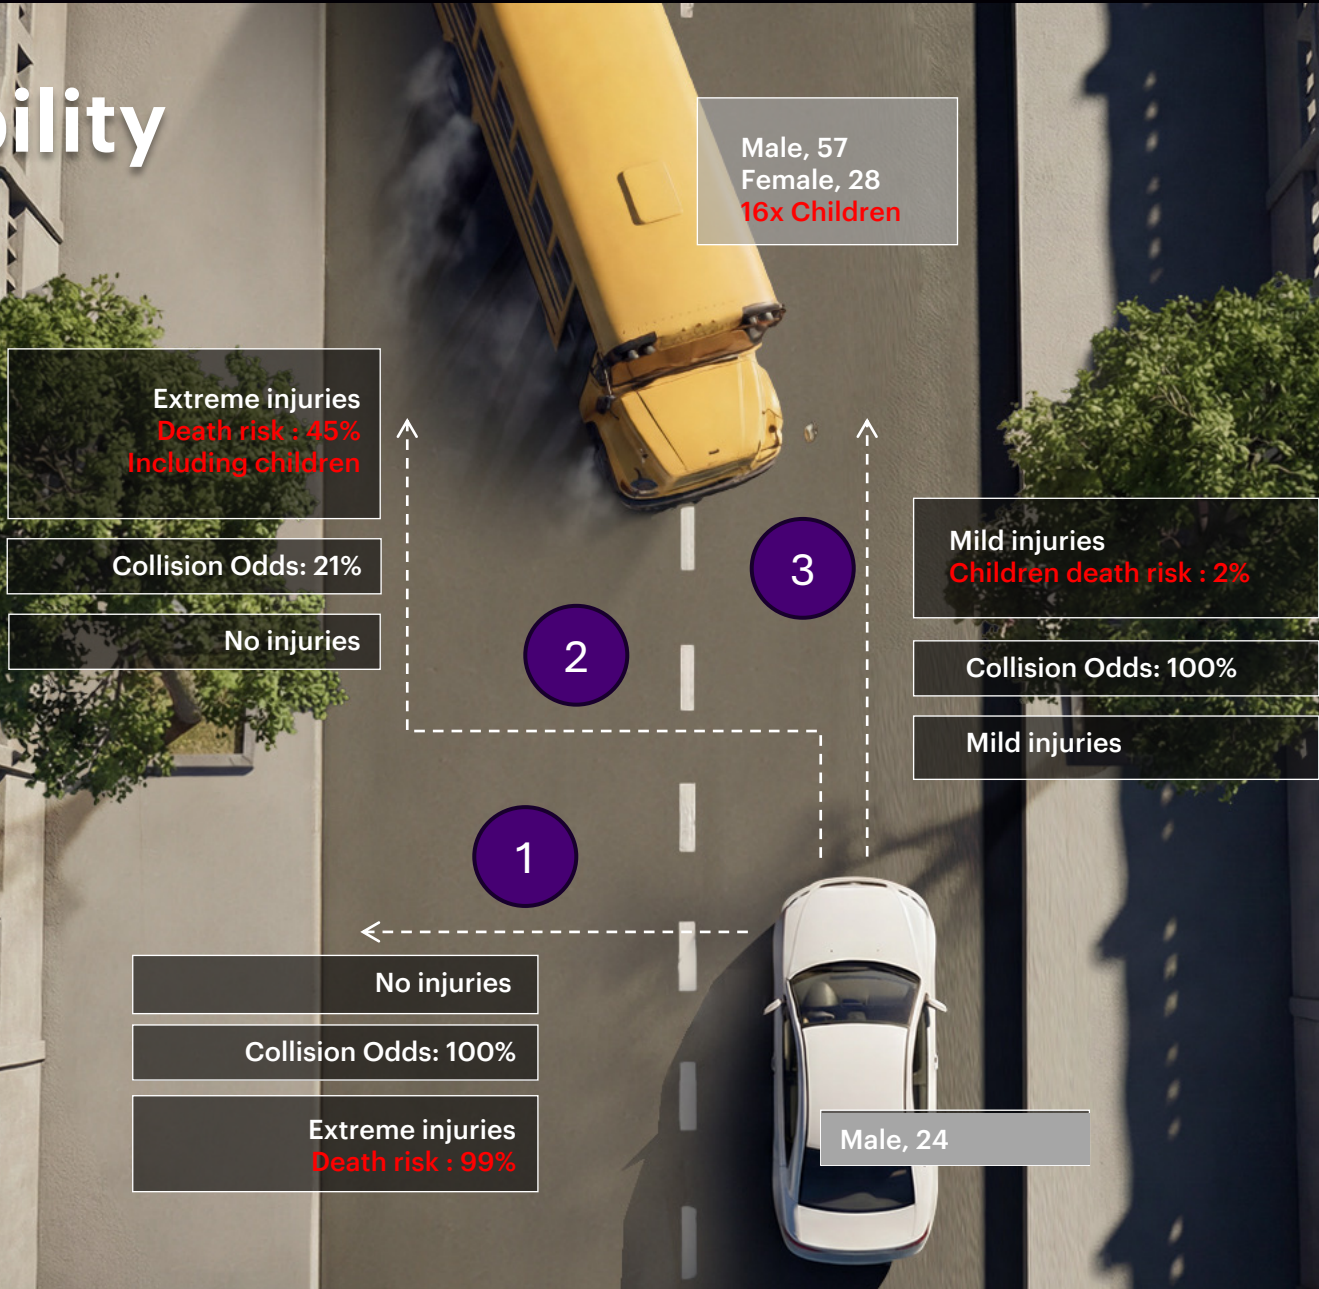 bility
Male, 57
Female, 28
16x Children
Extreme injuries
Death risk : 45%
Including children
Collision Odds: 21%
No injuries
3
Mild injuries
Children death risk : 2%
Collision Odds: 100%
Mild injuries
2
1
No injuries
Collision Odds: 100%
Extreme injuries
Death risk : 99%
Male, 24